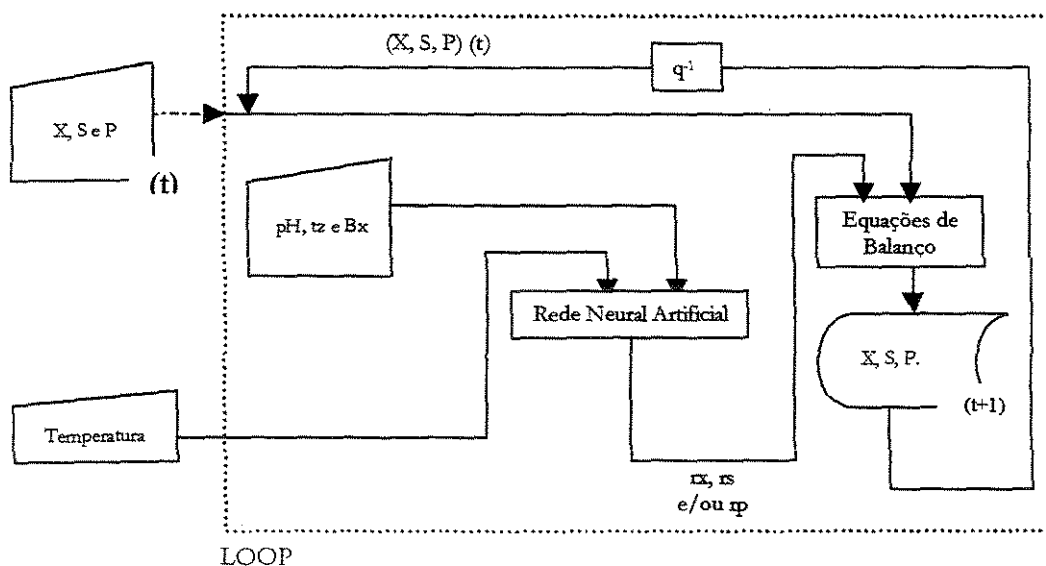 (X, S, P) (t)
q-1
X, S e P
(t)
pH, tz e Bx
Equações de
Balanço
Rede Neural Artificial
X, S, P.
(t+1)
Temperatura
rx, rs
e/ou rp
LOOP